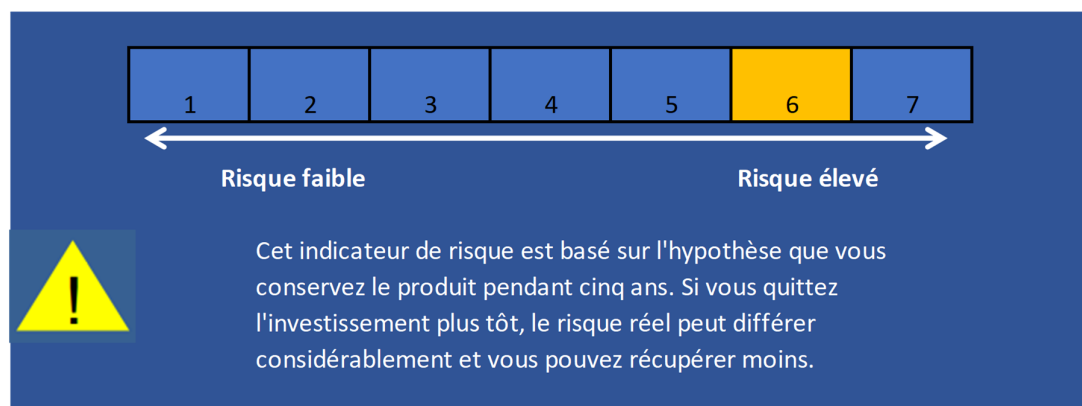 1 2 3 4 5 6 7
Risque faible Risque élevé
!
Cet indicateur de risque est basé sur l'hypothèse que vous
conservez le produit pendant cinq ans. Si vous quittez
l'investissement plus tôt, le risque réel peut différer
considérablement et vous pouvez récupérer moins.